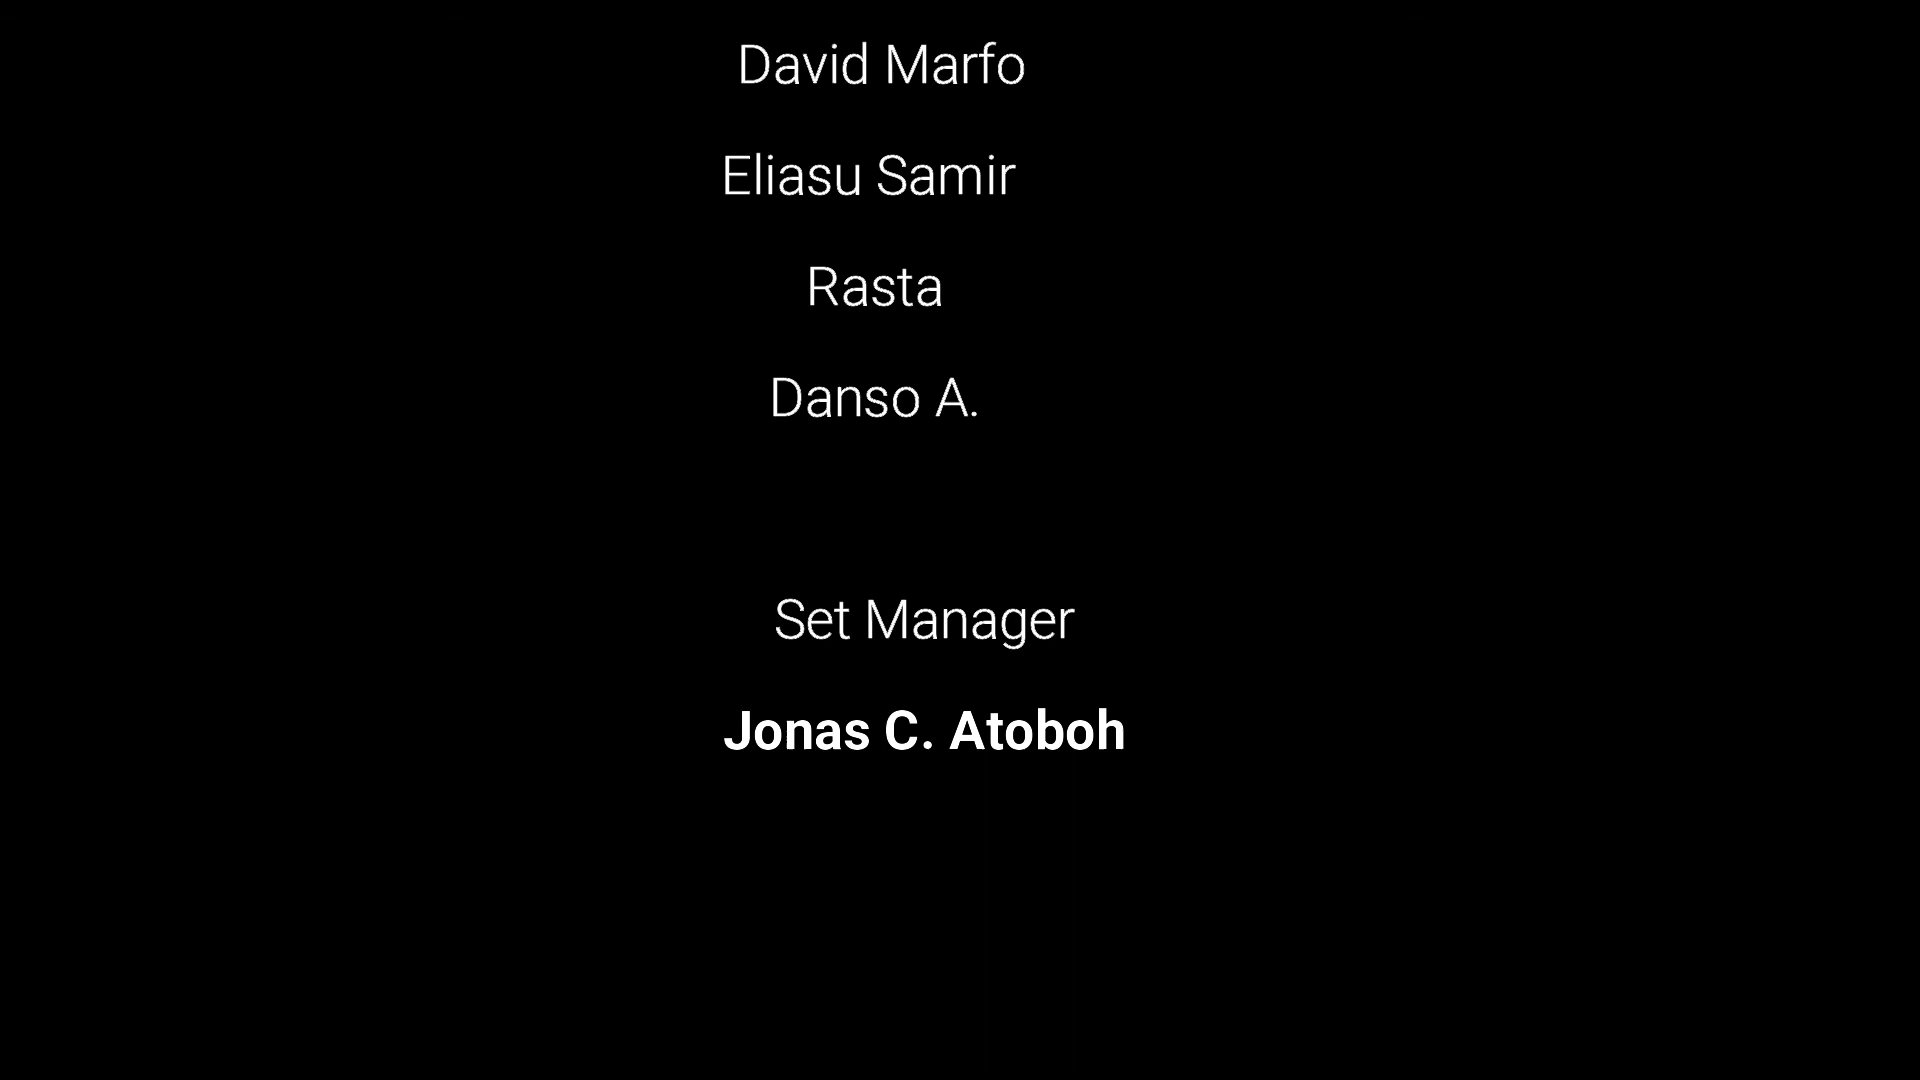 David Marfo
Eliasu Samir
Rasta
Danso A.
Set Manager
Jonas C. Atoboh